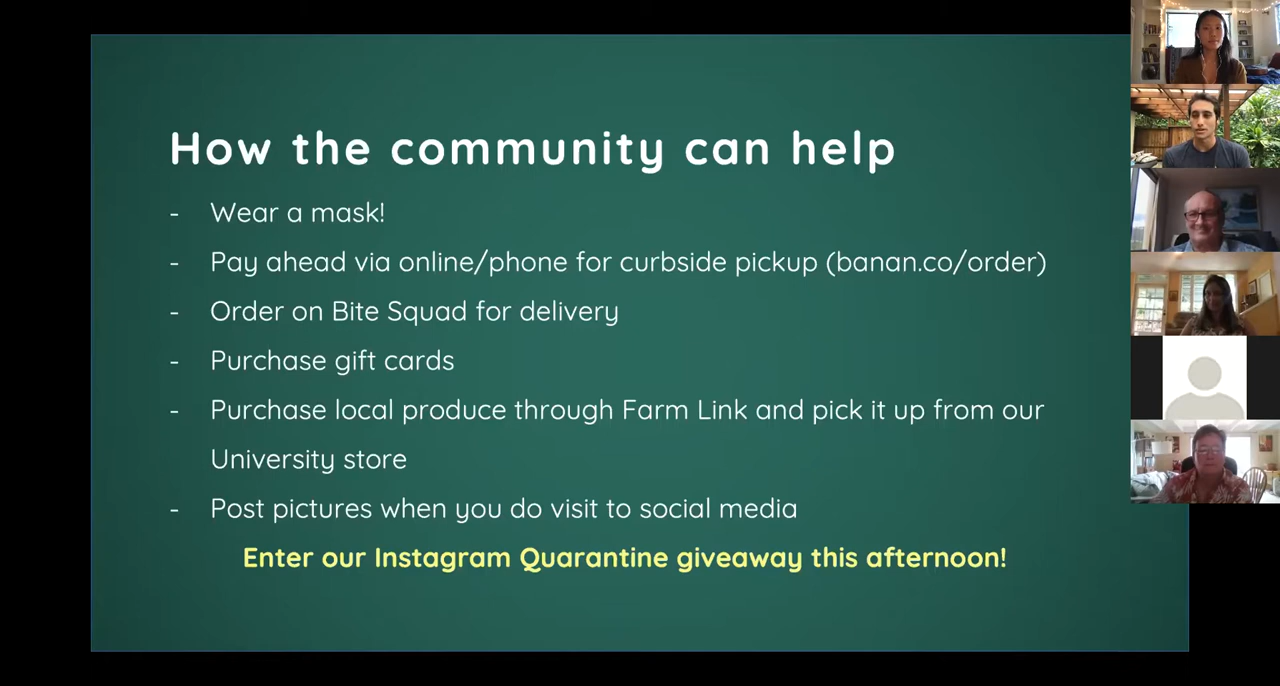 How the community can help
- Wear a mask!
- Pay ahead via online/phone for curbside pickup (banan.co/order)
- Order on Bite Squad for delivery
- Purchase gift cards
- Purchase local produce through Farm Link and pick it up from our
University store
- Post pictures when you do visit to social media
Enter our Instagram Quarantine giveaway this afternoon!